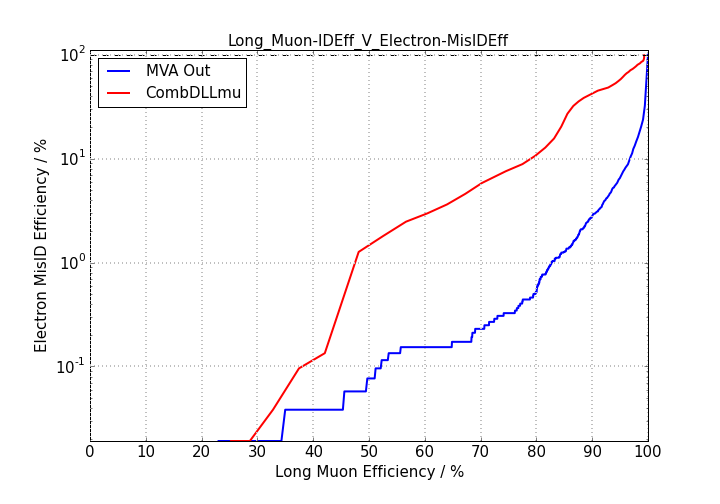 Long_Muon-IDEff_V_Electron-MisIDEff
MVA Out
CombDLLmu
Electron MisID Efficiency / %
10²
10¹
10⁰
10⁻¹
0 10 20 30 40 50 60 70 80 90 100
Long Muon Efficiency / %